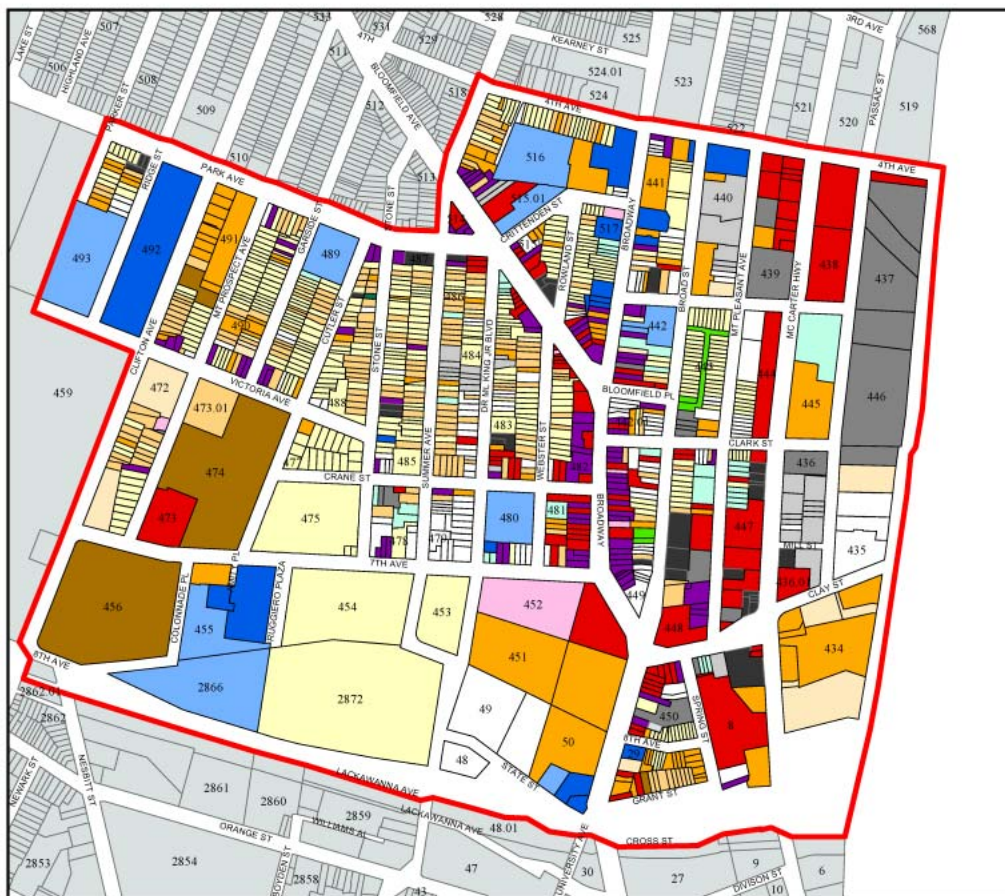 LAKE ST
HIGHLAND AVE
507
506
PARKER ST
508
509
510
533
511
531
4TH
BLOOMFIELD AVE
512
513
529
518
528
KEARNEY ST
525
524.01
524
523
522
521
3RD AVE
520
PASSAIC ST
568
519
4TH AVE
4TH AVE
RIDGE ST
PARK AVE
STONE ST
516
515.01
CRITTENDEN ST
441
BROADWAY
440
493
492
491
MT PROSPECT AVE
GARSIDE ST
489
487
517
ROWLAND ST
BROAD ST
MT PLEASANT AVE
439
MC CARTER HWY
438
437
CLIFTON AVE
490
CUTLER ST
STONE ST
486
484
DR ML KING JR BLVD
442
443
444
445
446
459
472
VICTORIA AVE
473.01
488
483
WEBSTER ST
BLOOMFIELD PL
474
477
485
SUMMER AVE
482
CLARK ST
436
473
CRANE ST
475
478
479
480
481
BROADWAY
447
MILL ST
435
7TH AVE
436.01
CLAY ST
456
COLONNADE PL
455
RUGGIERO PLAZA
454
453
452
449
448
451
434
8TH AVE
2866
2872
49
50
450
SPRING ST
8
8TH AVE
29
48
STATE ST
GRANT ST
2862.01
2862
NESBITT ST
NEWARK ST
LACKAWANNA AVE
LACKAWANNA AVE
2861
2860
2859
48.01
CROSS ST
ORANGE ST
WILLIAMS AL
2853
2854
BOYDEN ST
2858
43
47
UNIVERSITY AVE
30
27
9
DIVISON ST
10
6